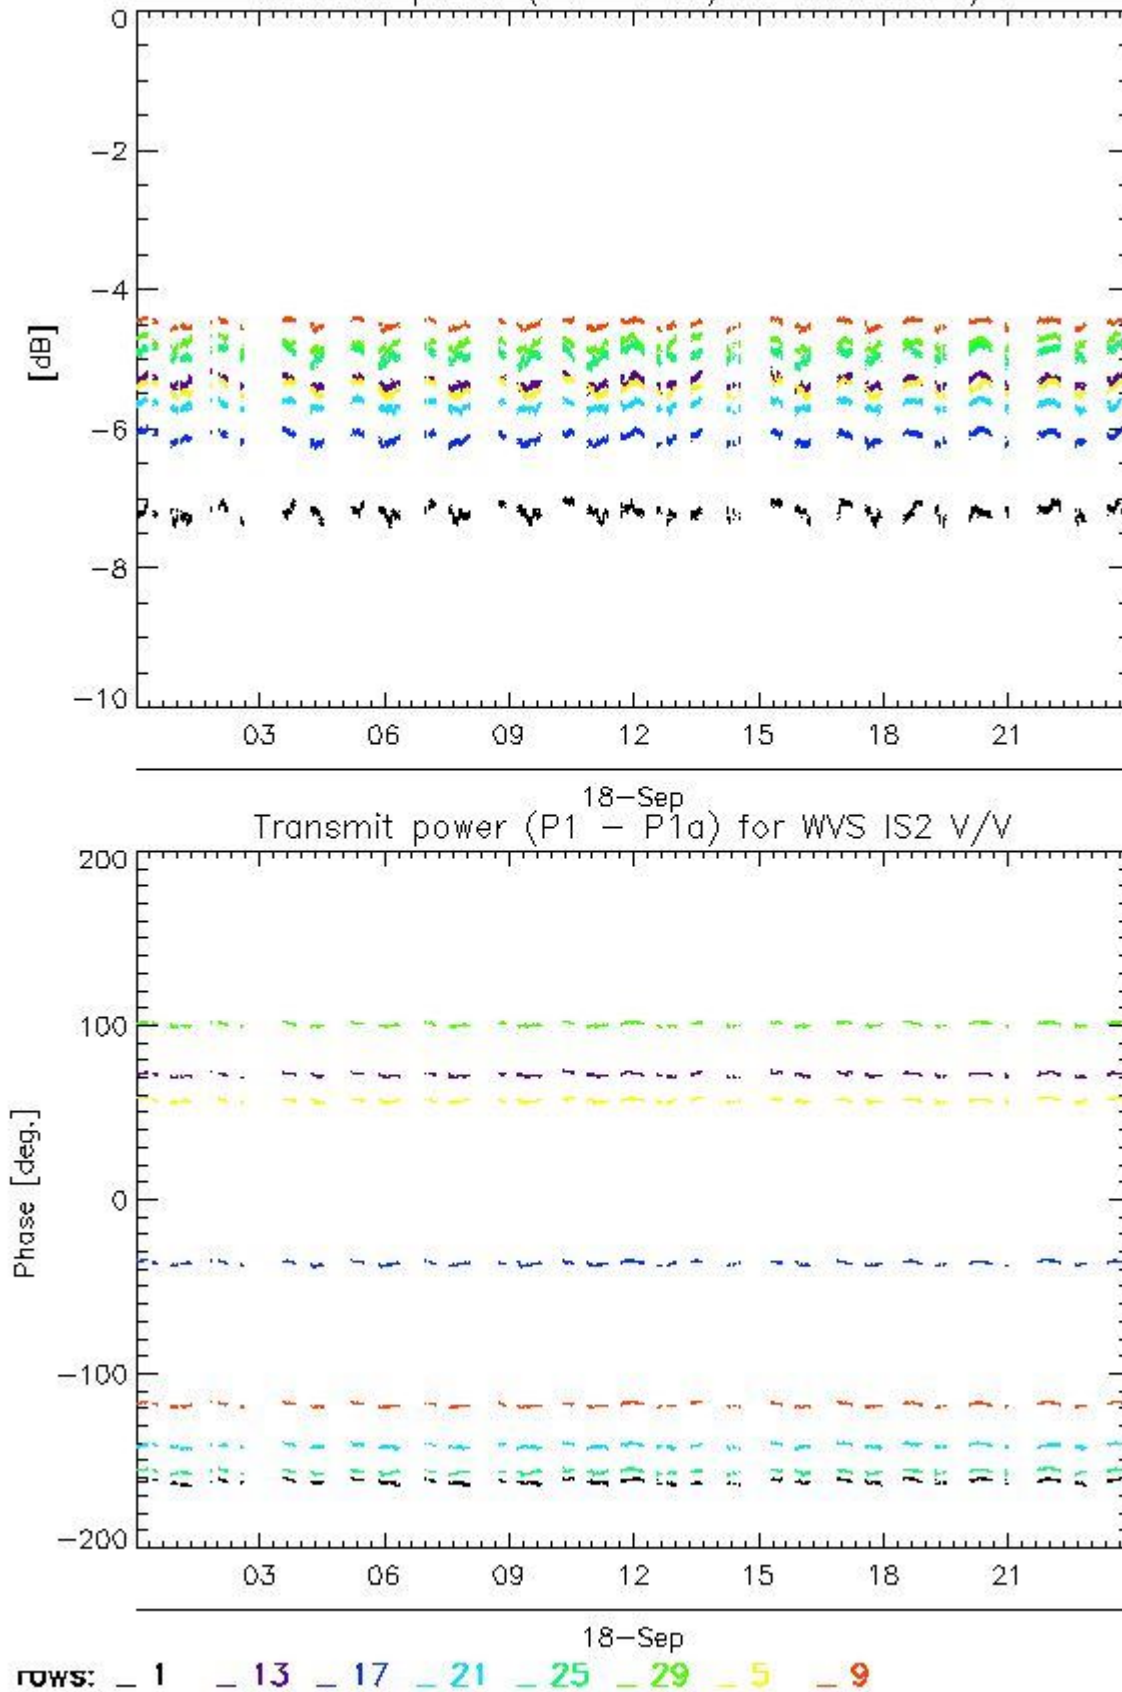 0
-2
-4
[dB]
-6
-8
-10
03 06 09 12 15 18 21
18-Sep
Transmit power (P1 - P1a) for WVS IS2 V/V
200
100
0
Phase [deg.]
-100
-200
03 06 09 12 15 18 21
18-Sep
rows: _ 1 _ 13 _ 17 _ 21 _ 25 _ 29 _ 5 _ 9